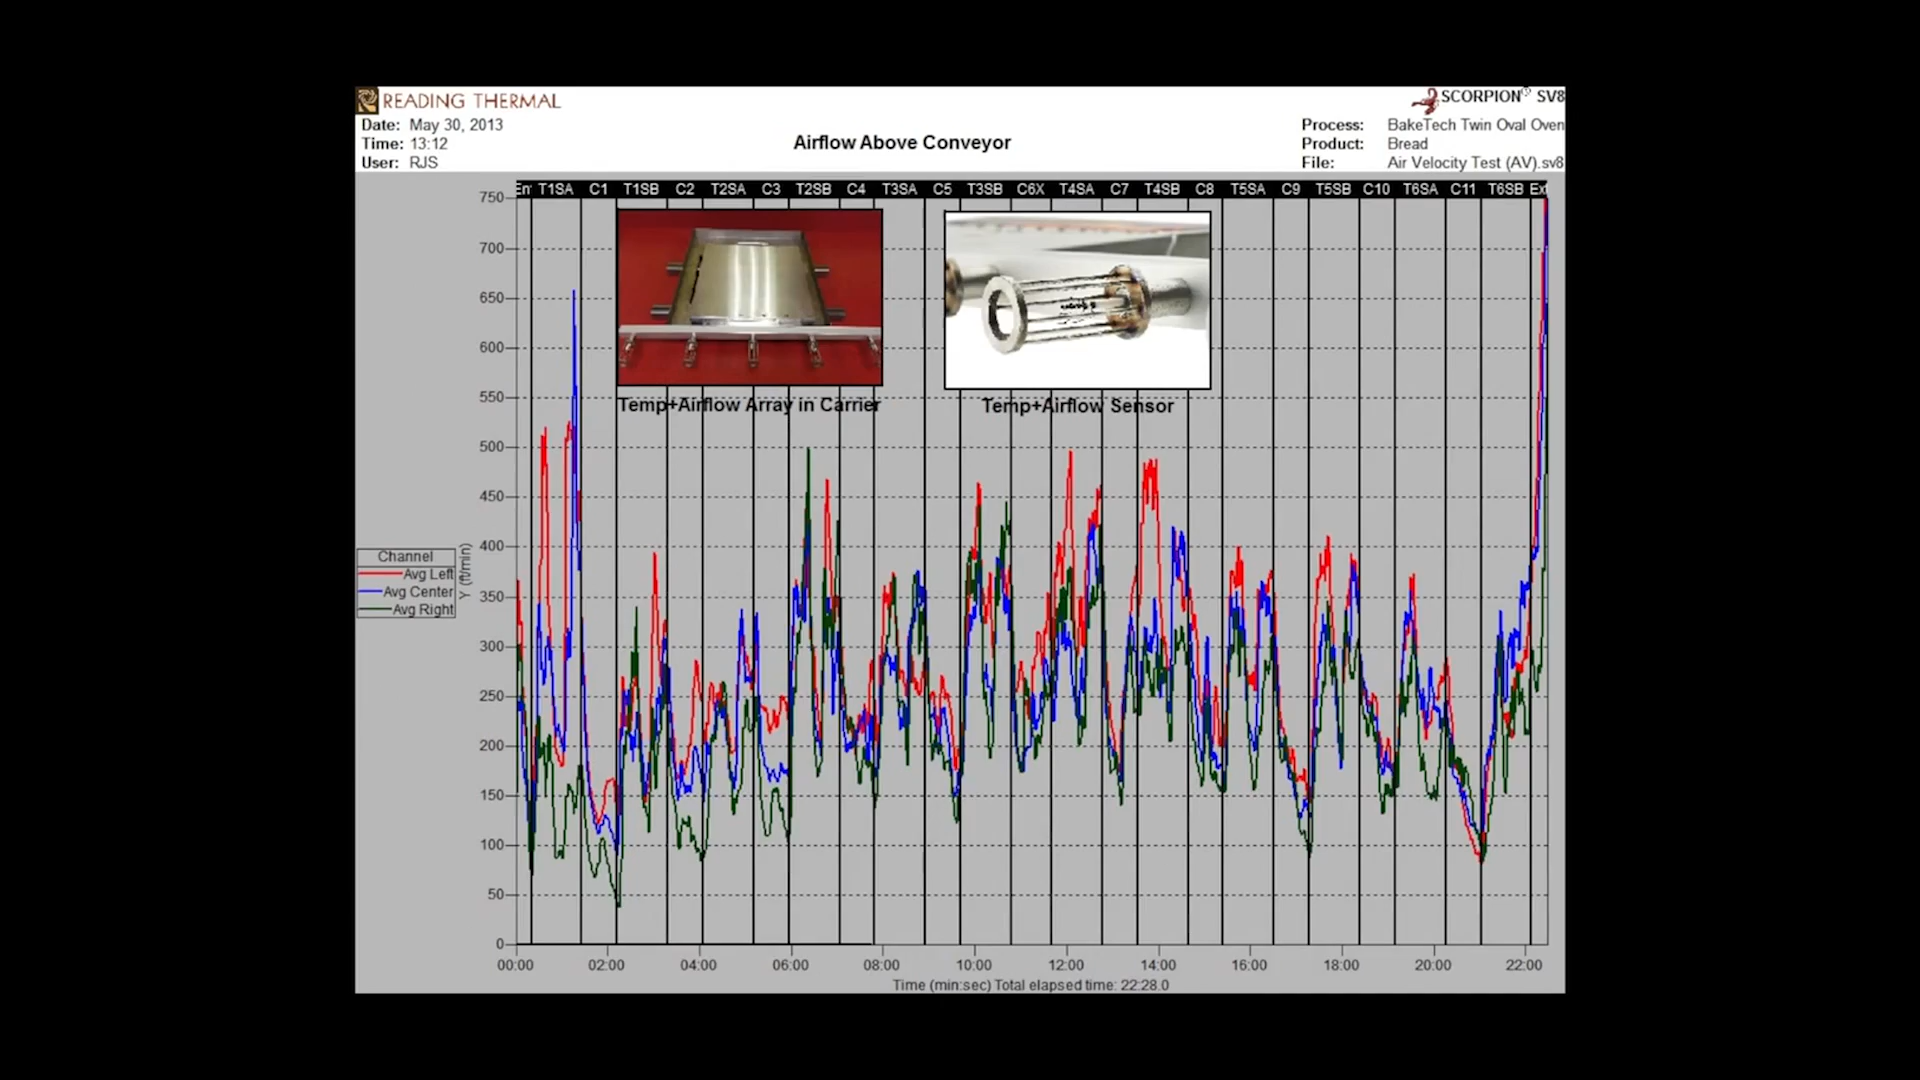 READING THERMAL
SCORPION® SV8
Date: May 30, 2013
Time: 13:12
User: RJS
Airflow Above Conveyor
Process: BakeTech Twin Oval Oven
Product: Bread
File: Air Velocity Test (AV).sv8
T1SA C1 T1SB C2 T2SA C3 T2SB C4 T3SA C5 T3SB C6X T4SA C7 T4SB C8 T5SA C9 T5SB C10 T6SA C11 T6SB
750
700
650
600
550
500
450
400
350
300
250
200
150
100
50
0
Temp+Airflow Array in Carrier
Temp+Airflow Sensor
Channel
Avg Left
Avg Center
Avg Right
Y (ft/min)
00:00 02:00 04:00 06:00 08:00 10:00 12:00 14:00 16:00 18:00 20:00 22:00
Time (min:sec) Total elapsed time: 22:28.0